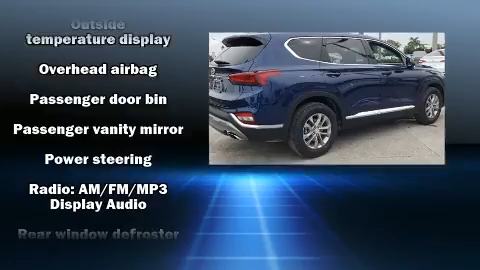 Outside
temperature display
Overhead airbag
Passenger door bin
Passenger vanity mirror
Power steering
Radio: AM/FM/MP3
Display Audio
Rear window defroster